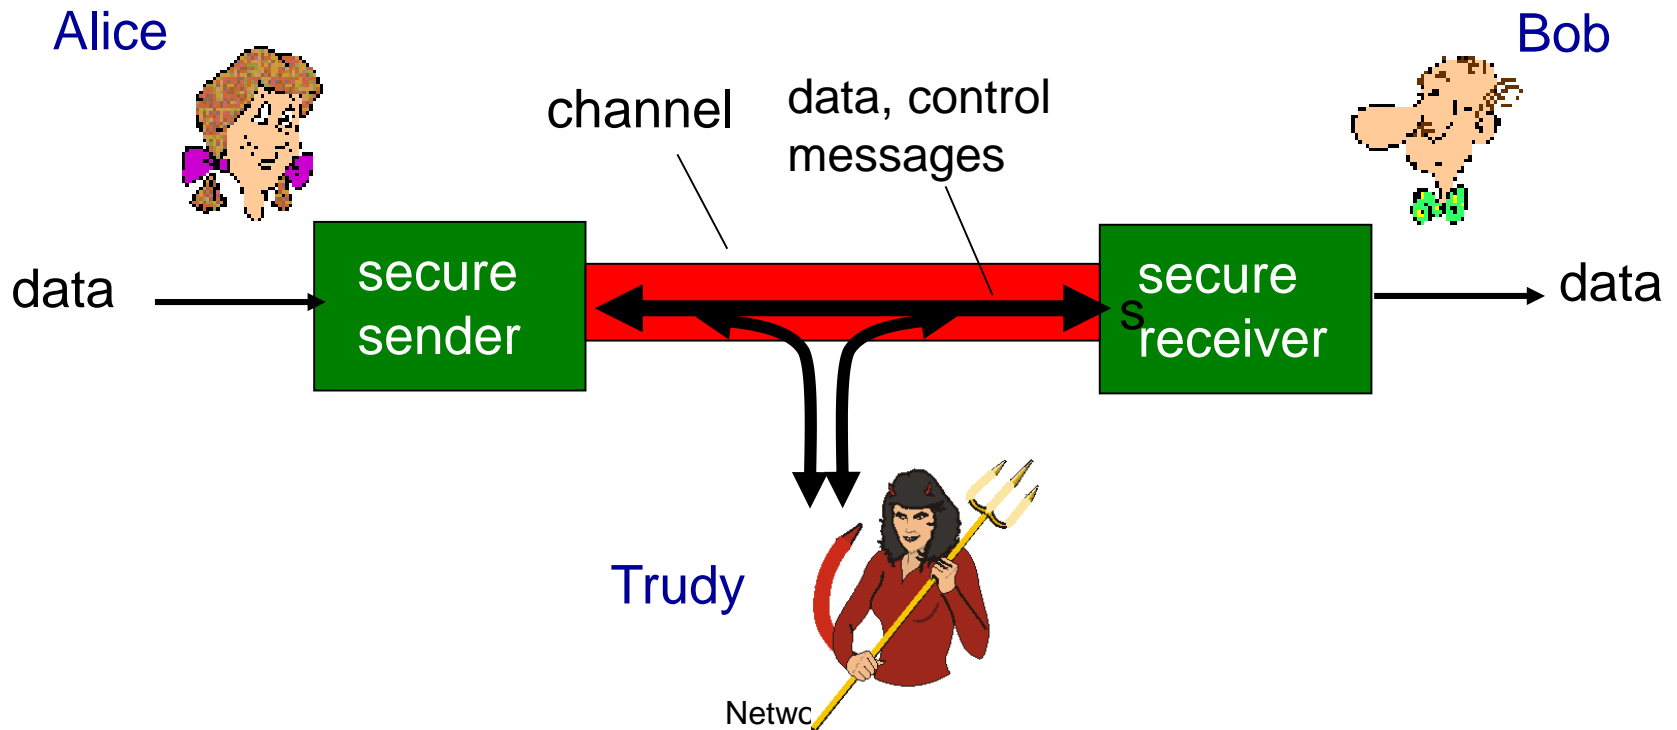 Alice
Bob
channel
data, control
messages
data
secure
sender
s
secure
receiver
data
Trudy
Netwo